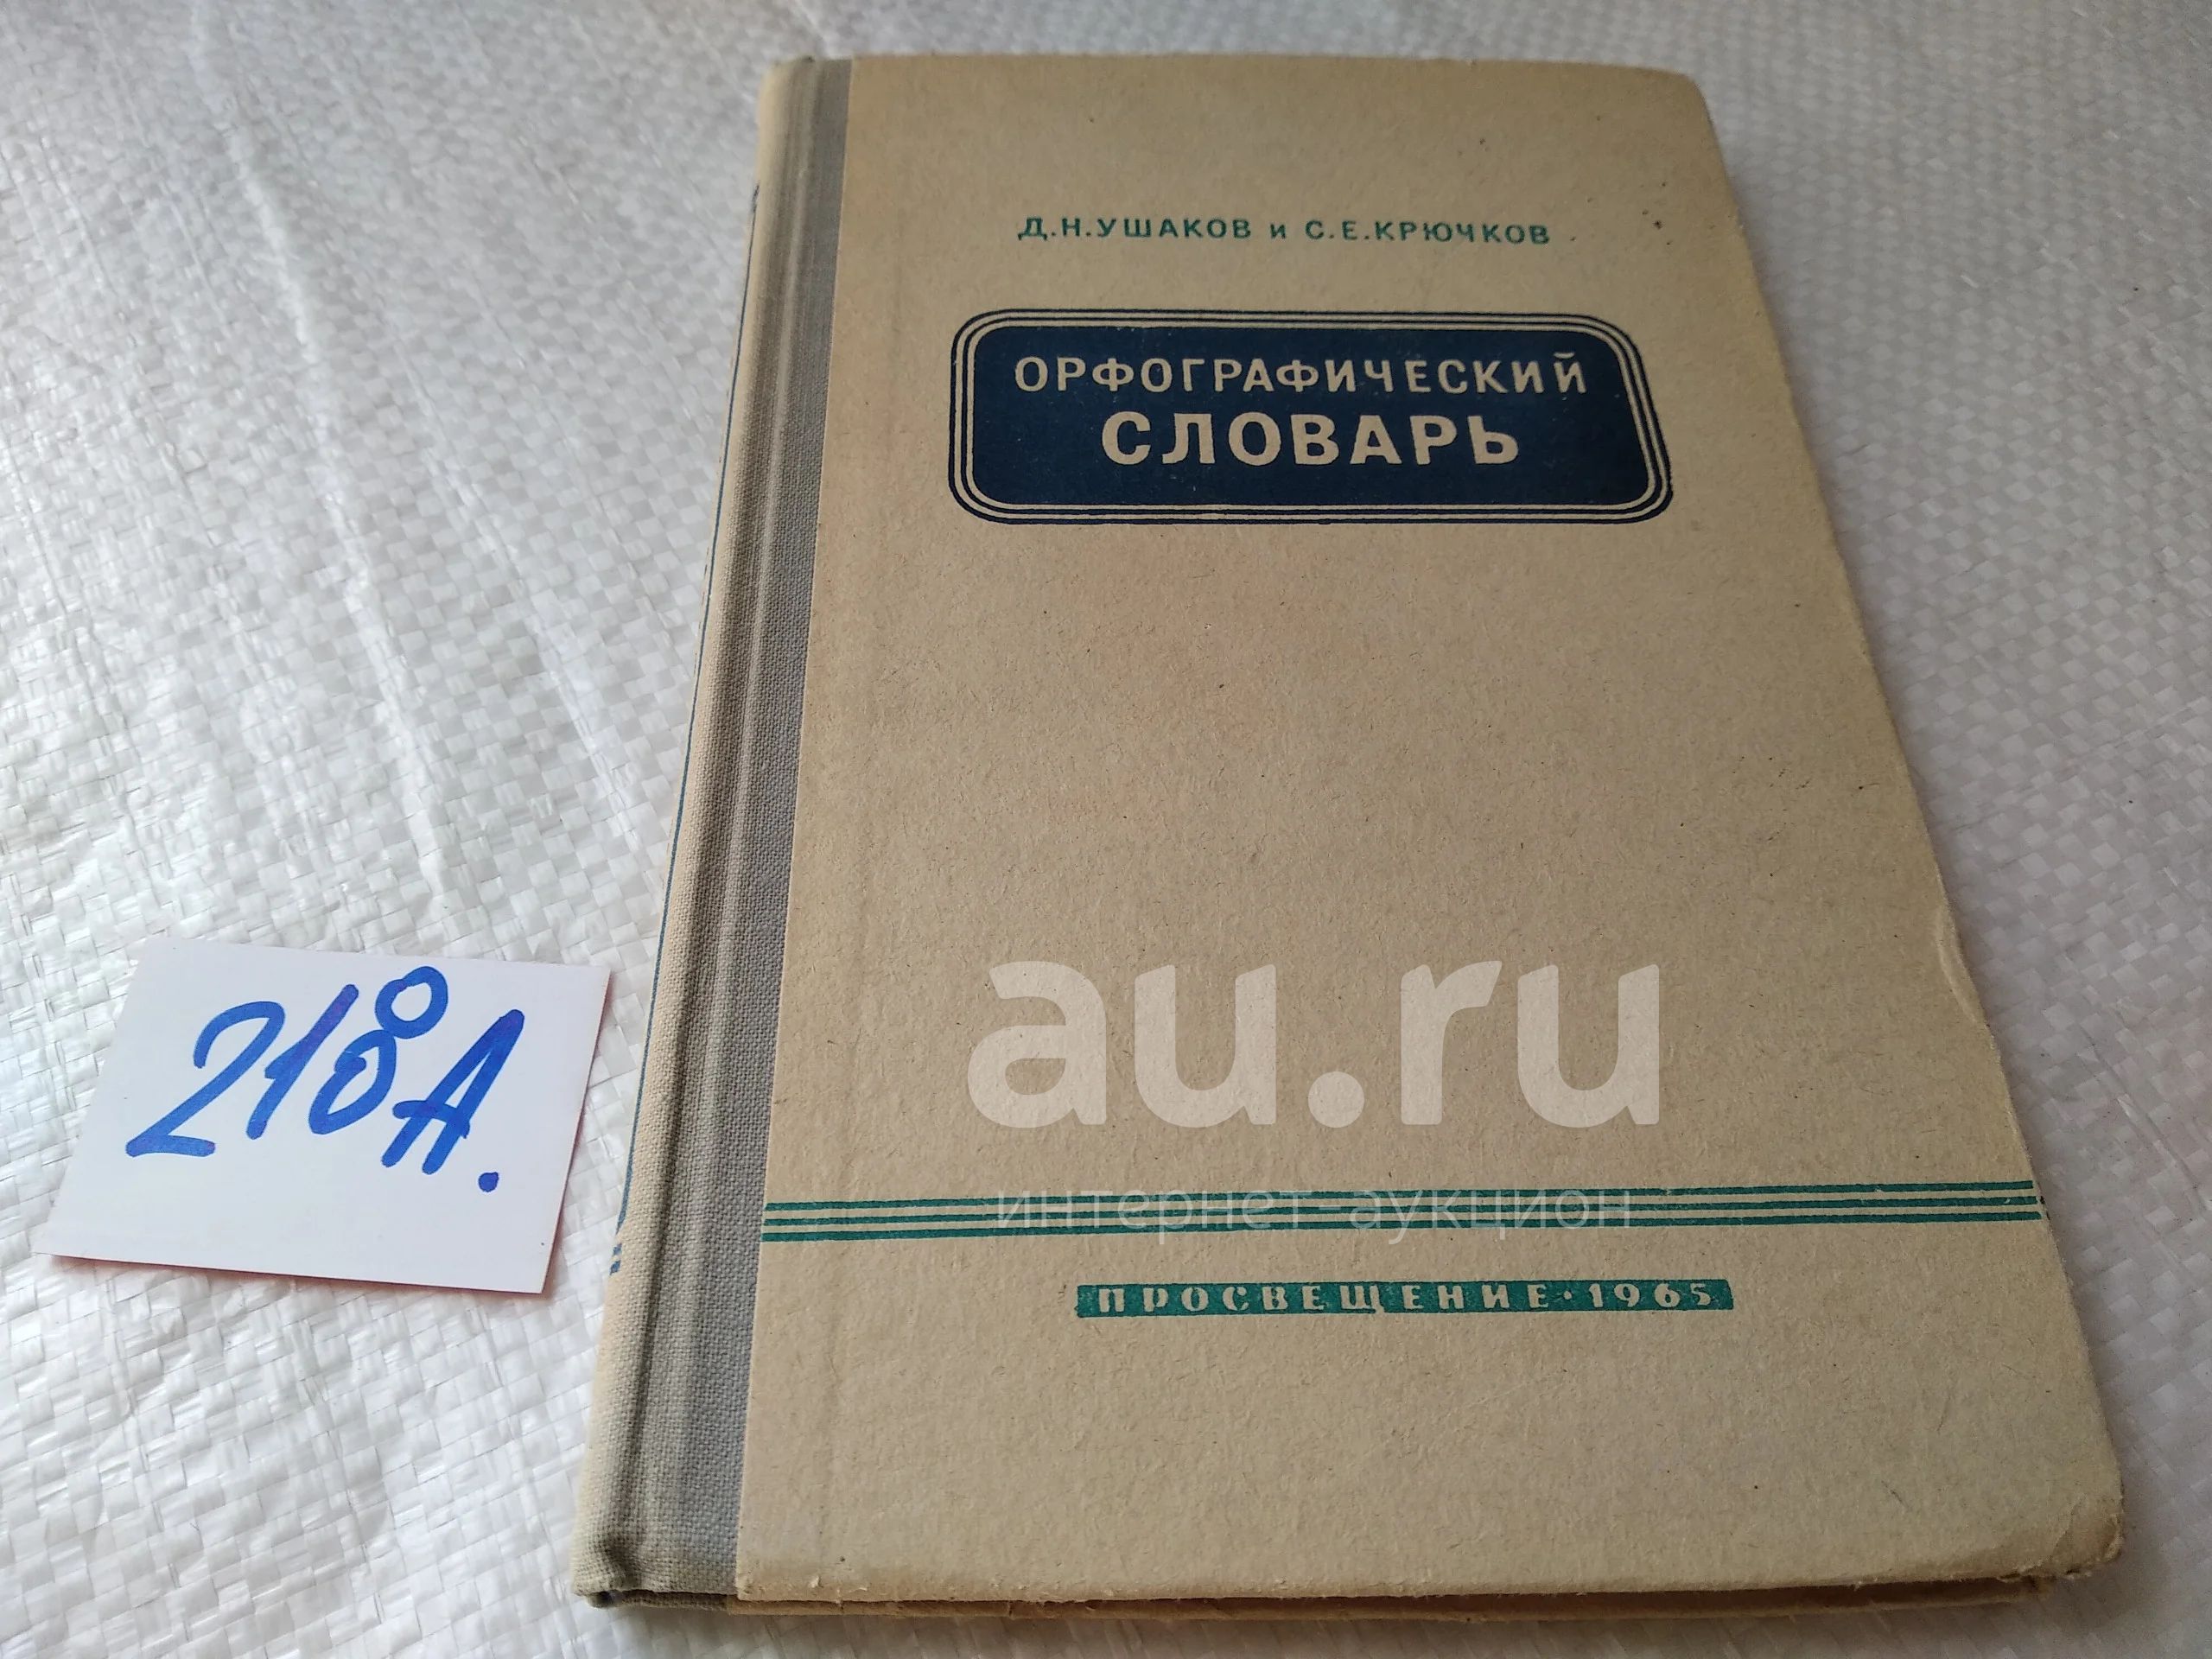 Д.Н.УШАКОВ и С.Е.КРЮЧКОВ
ОРФОГРАФИЧЕСКИЙ
СЛОВАРЬ
218А.
au.ru
интернет-аукцион
ПРОСВЕЩЕНИЕ·1965